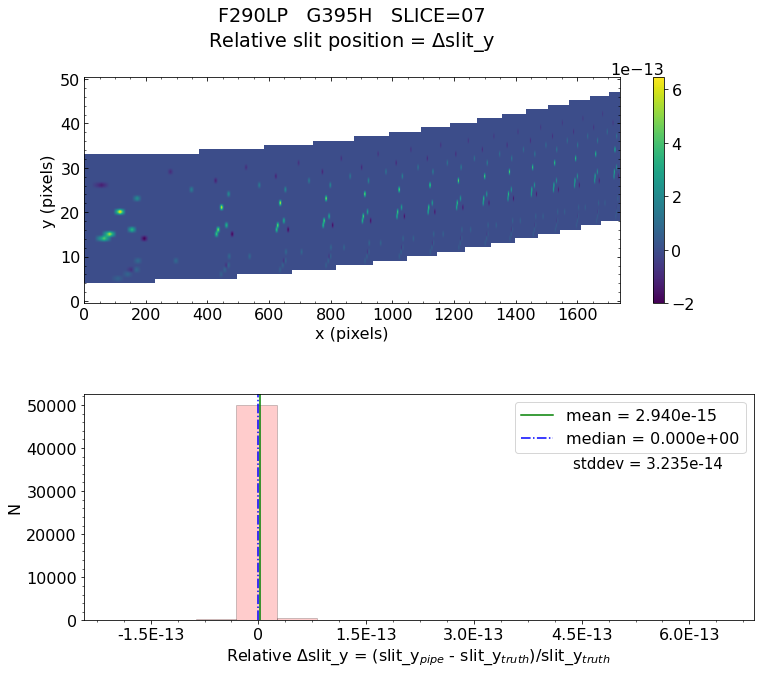 F290LP G395H SLICE=07
Relative slit position = Δslit_y
1e−13
50
40
30
20
10
0
y (pixels)
0 200 400 600 800 1000 1200 1400 1600
x (pixels)
6
4
2
0
−2
50000
40000
30000
20000
10000
0
N
mean = 2.940e-15
median = 0.000e+00
stddev = 3.235e-14
-1.5E-13 0 1.5E-13 3.0E-13 4.5E-13 6.0E-13
Relative Δslit_y = (slit_y_pipe - slit_y_truth)/slit_y_truth